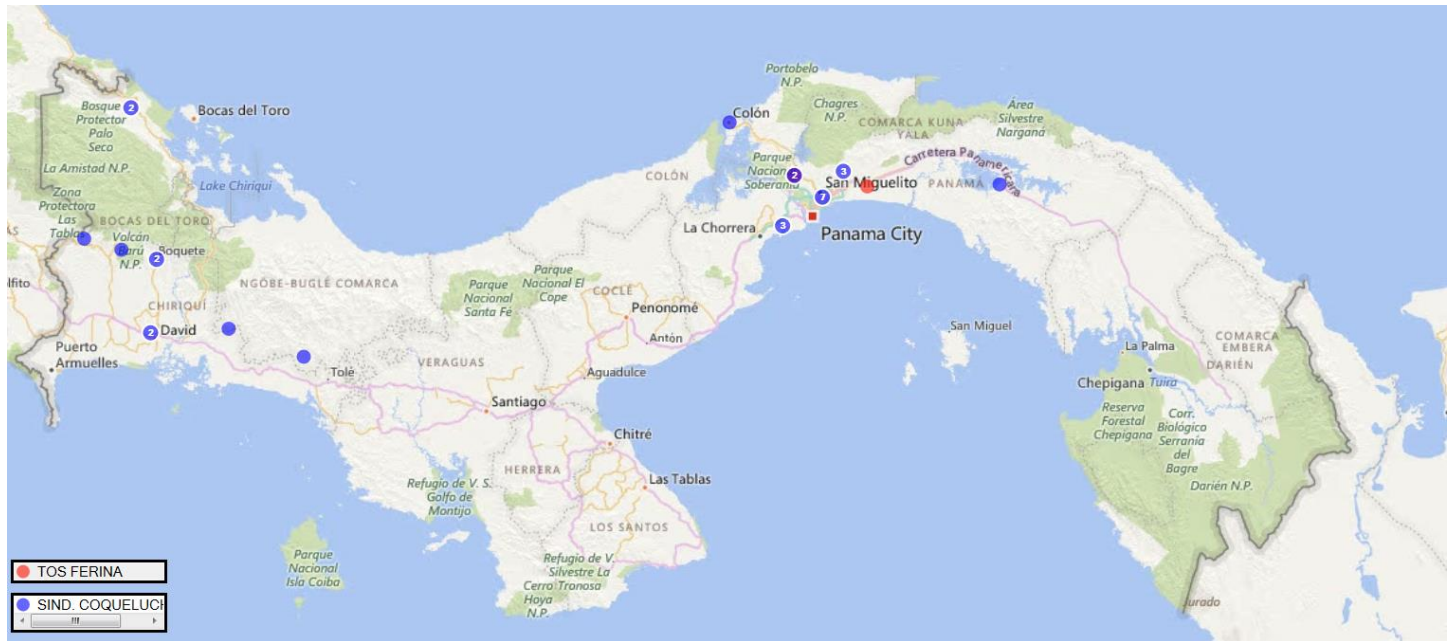 Portobelo
N.P.
Bosque
Protector
Palo
Seco
2
Bocas del Toro
Colón
Chagres
N.P.
COMARCA KUNA
YALA
Área
Silvestre
Narganá
La Amistad N.P.
Lake Chiriquí
Zona
Protectora
Las
Tablas
BOCAS DEL TORO
Volcán
Barú
N.P.
Boquete
2
COLÓN
Parque
Nacional
Soberanía
2
3
San Miguelito
7
Carretera Panamericana
PANAMÁ
La Chorrera
3
Panama City
NGÖBE-BUGLÉ COMARCA
CHIRIQUÍ
2
David
Puerto
Armuelles
Tolé
Parque
Nacional
Santa Fé
Parque
Nacional El
Cope
COCLÉ
Penonomé
Antón
VERAGUAS
Aguadulce
Santiago
Chitré
HERRERA
Las Tablas
LOS SANTOS
Refugio de V. S.
Golfo de
Montijo
Parque
Nacional
Isla Coiba
Refugio de V.
Silvestre La
Cerro Tronosa
Hoya
N.P.
San Miguel
La Palma
COMARCA
EMBERA
DARIÉN
Chepigana
Tuira
Reserva
Forestal
Chepigana
Corr.
Biológico
Serranía
del
Bagre
Darién N.P.
TOS FERINA
SIND. COQUELUCH